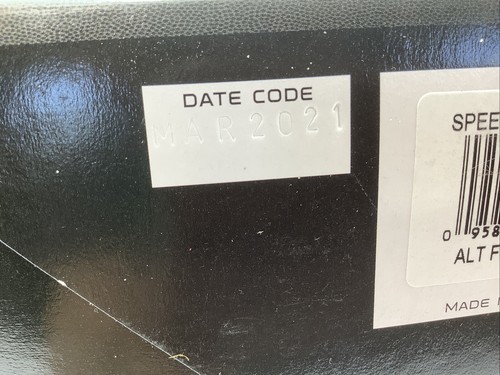 DATE CODE
MAR2021
SPEE
0 958
ALT F
MADE